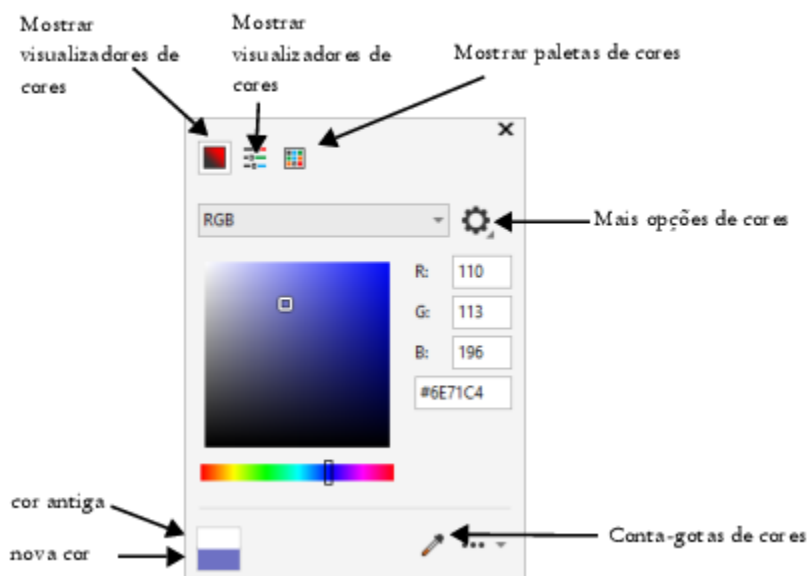 Mostrar
visualizadores de
cores
Mostrar
visualizadores de
cores
Mostrar paletas de cores
RGB
Mais opções de cores
R: 110
G: 113
B: 196
#6E71C4
cor antiga
nova cor
Conta-gotas de cores